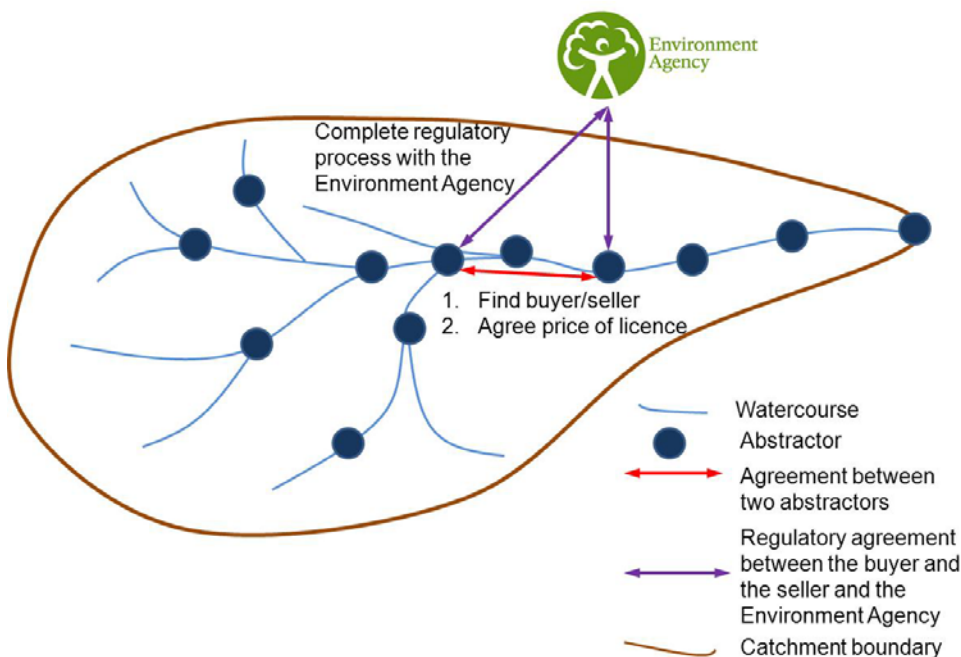 Environment
Agency
Complete regulatory
process with the
Environment Agency
1. Find buyer/seller
2. Agree price of licence
Watercourse
Abstractor
Agreement between
two abstractors
Regulatory agreement
between the buyer and
the seller and the
Environment Agency
Catchment boundary